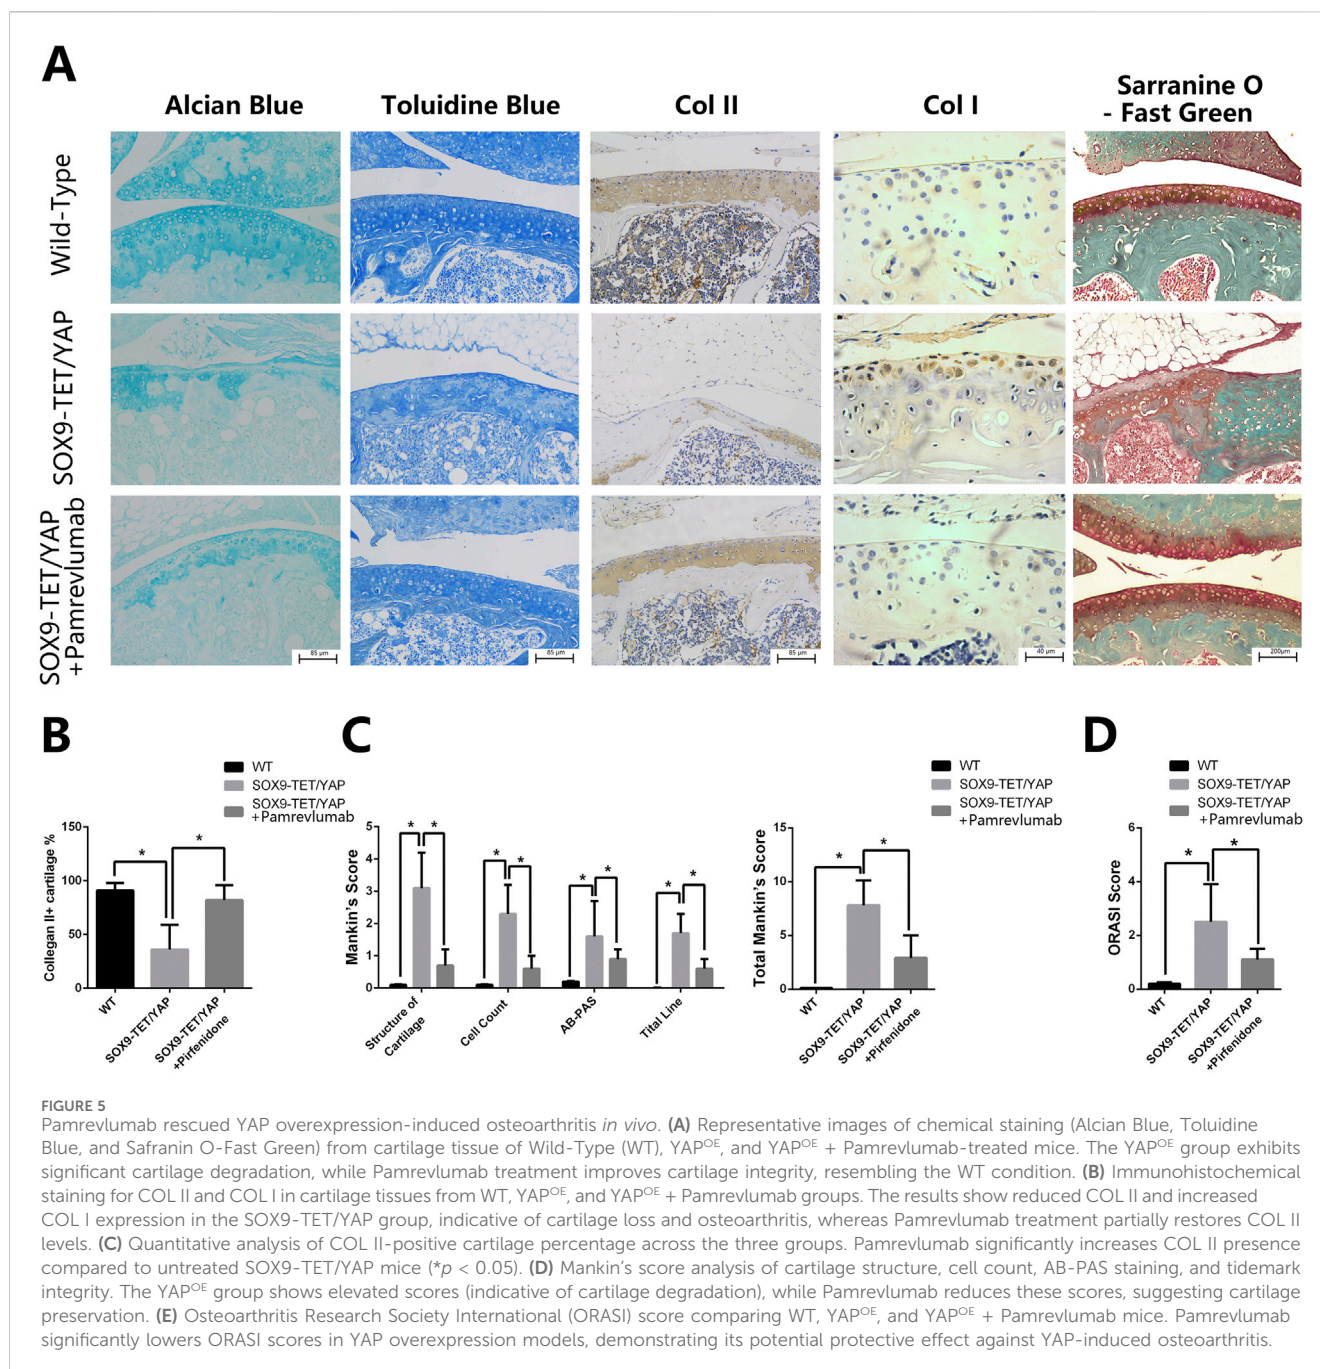 A
Alcian Blue
Toluidine Blue
Col II
Col I
Sarranine O
- Fast Green
Wild-Type
SOX9-TET/YAP
SOX9-TET/YAP
+Pamrevlumab
85 μm
85 μm
85 μm
40 μm
200μm
B
WT
SOX9-TET/YAP
SOX9-TET/YAP
+Pamrevlumab
Collegan II+ cartilage %
150
100
50
0
*
*
WT
SOX9-TET/YAP
SOX9-TET/YAP
+Pirfenidone
C
Mankin's Score
5
4
3
2
1
0
* *
* *
* *
* *
Structure of
Cartilage
Cell Count
AB-PAS
Tital Line
WT
SOX9-TET/YAP
SOX9-TET/YAP
+Pamrevlumab
Total Mankin's Score
15
10
5
0
*
*
WT
SOX9-TET/YAP
SOX9-TET/YAP
+Pirfenidone
D
WT
SOX9-TET/YAP
SOX9-TET/YAP
+Pamrevlumab
ORASI Score
6
4
2
0
*
*
WT
SOX9-TET/YAP
SOX9-TET/YAP
+Pirfenidone
FIGURE 5
Pamrevlumab rescued YAP overexpression-induced osteoarthritis in vivo. (A) Representative images of chemical staining (Alcian Blue, Toluidine
Blue, and Safranin O-Fast Green) from cartilage tissue of Wild-Type (WT), YAPOE, and YAPOE + Pamrevlumab-treated mice. The YAPOE group exhibits
significant cartilage degradation, while Pamrevlumab treatment improves cartilage integrity, resembling the WT condition. (B) Immunohistochemical
staining for COL II and COL I in cartilage tissues from WT, YAPOE, and YAPOE + Pamrevlumab groups. The results show reduced COL II and increased
COL I expression in the SOX9-TET/YAP group, indicative of cartilage loss and osteoarthritis, whereas Pamrevlumab treatment partially restores COL II
levels. (C) Quantitative analysis of COL II-positive cartilage percentage across the three groups. Pamrevlumab significantly increases COL II presence
compared to untreated SOX9-TET/YAP mice (*p < 0.05). (D) Mankin's score analysis of cartilage structure, cell count, AB-PAS staining, and tidemark
integrity. The YAPOE group shows elevated scores (indicative of cartilage degradation), while Pamrevlumab reduces these scores, suggesting cartilage
preservation. (E) Osteoarthritis Research Society International (ORASI) score comparing WT, YAPOE, and YAPOE + Pamrevlumab mice. Pamrevlumab
significantly lowers ORASI scores in YAP overexpression models, demonstrating its potential protective effect against YAP-induced osteoarthritis.